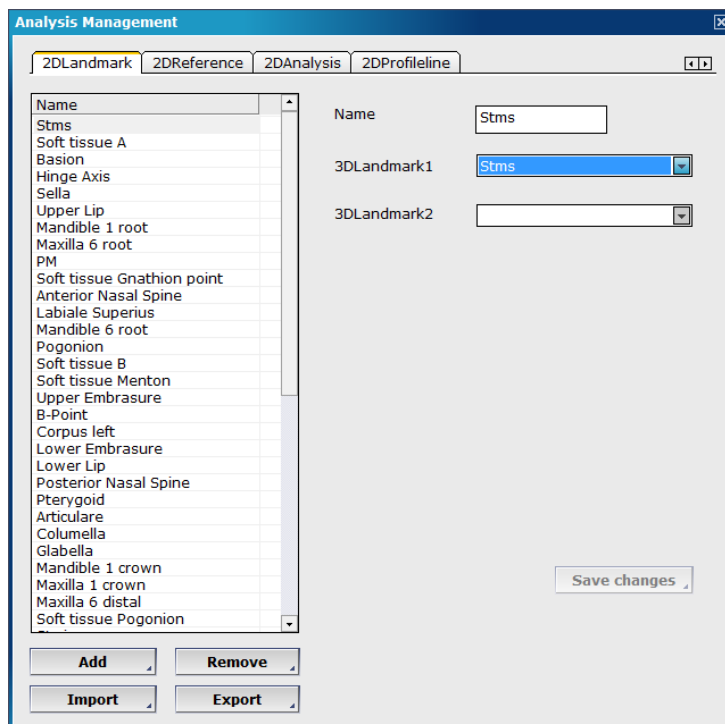 Analysis Management
2DLandmark 2DReference 2DAnalysis 2DProfileline
Name
Stms
Soft tissue A
Basion
Hinge Axis
Sella
Upper Lip
Mandible 1 root
Maxilla 6 root
PM
Soft tissue Gnathion point
Anterior Nasal Spine
Labiale Superius
Mandible 6 root
Pogonion
Soft tissue B
Soft tissue Menton
Upper Embrasure
B-Point
Corpus left
Lower Embrasure
Lower Lip
Posterior Nasal Spine
Pterygoid
Articulare
Columella
Glabella
Mandible 1 crown
Maxilla 1 crown
Maxilla 6 distal
Soft tissue Pogonion
Name Stms
3DLandmark1 Stms
3DLandmark2
Save changes
Add Remove
Import Export